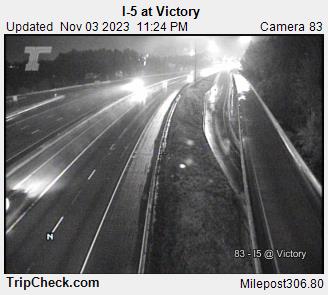 I-5 at Victory
Updated Nov 03 2023 11:24 PM Camera 83
T
N
83 - I5 @ Victory
TripCheck.com Milepost306.80